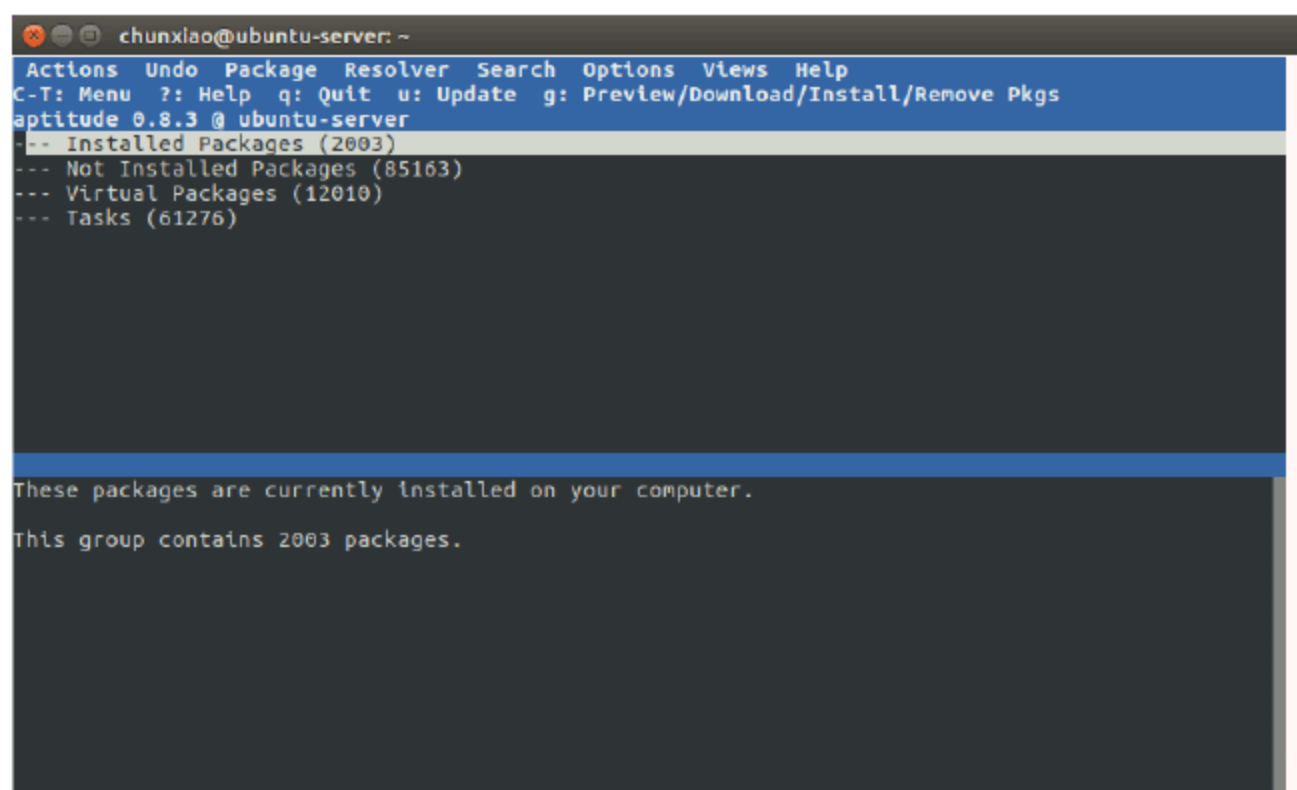 chunxiao@ubuntu-server: ~
Actions Undo Package Resolver Search Options Views Help
C-T: Menu ?: Help q: Quit u: Update g: Preview/Download/Install/Remove Pkgs
aptitude 0.8.3 @ ubuntu-server
--- Installed Packages (2003)
--- Not Installed Packages (85163)
--- Virtual Packages (12010)
--- Tasks (61276)
These packages are currently installed on your computer.
This group contains 2003 packages.